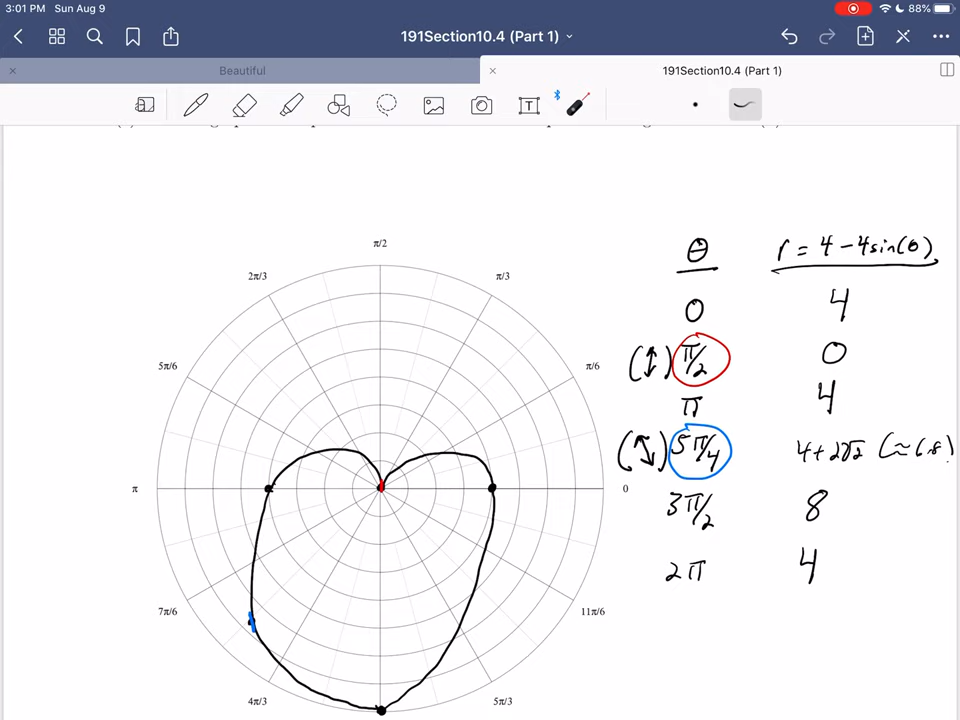 3:01 PM Sun Aug 9
88%
191Section10.4 (Part 1)
Beautiful
191Section10.4 (Part 1)
T
π/2
2π/3
π/3
5π/6
π/6
π
0
7π/6
11π/6
4π/3
5π/3
θ r = 4 - 4sin(θ)
0 4
(↕) π/2 0
π 4
(↖↘) 5π/4 4+2√2 (≈6.8)
3π/2 8
2π 4